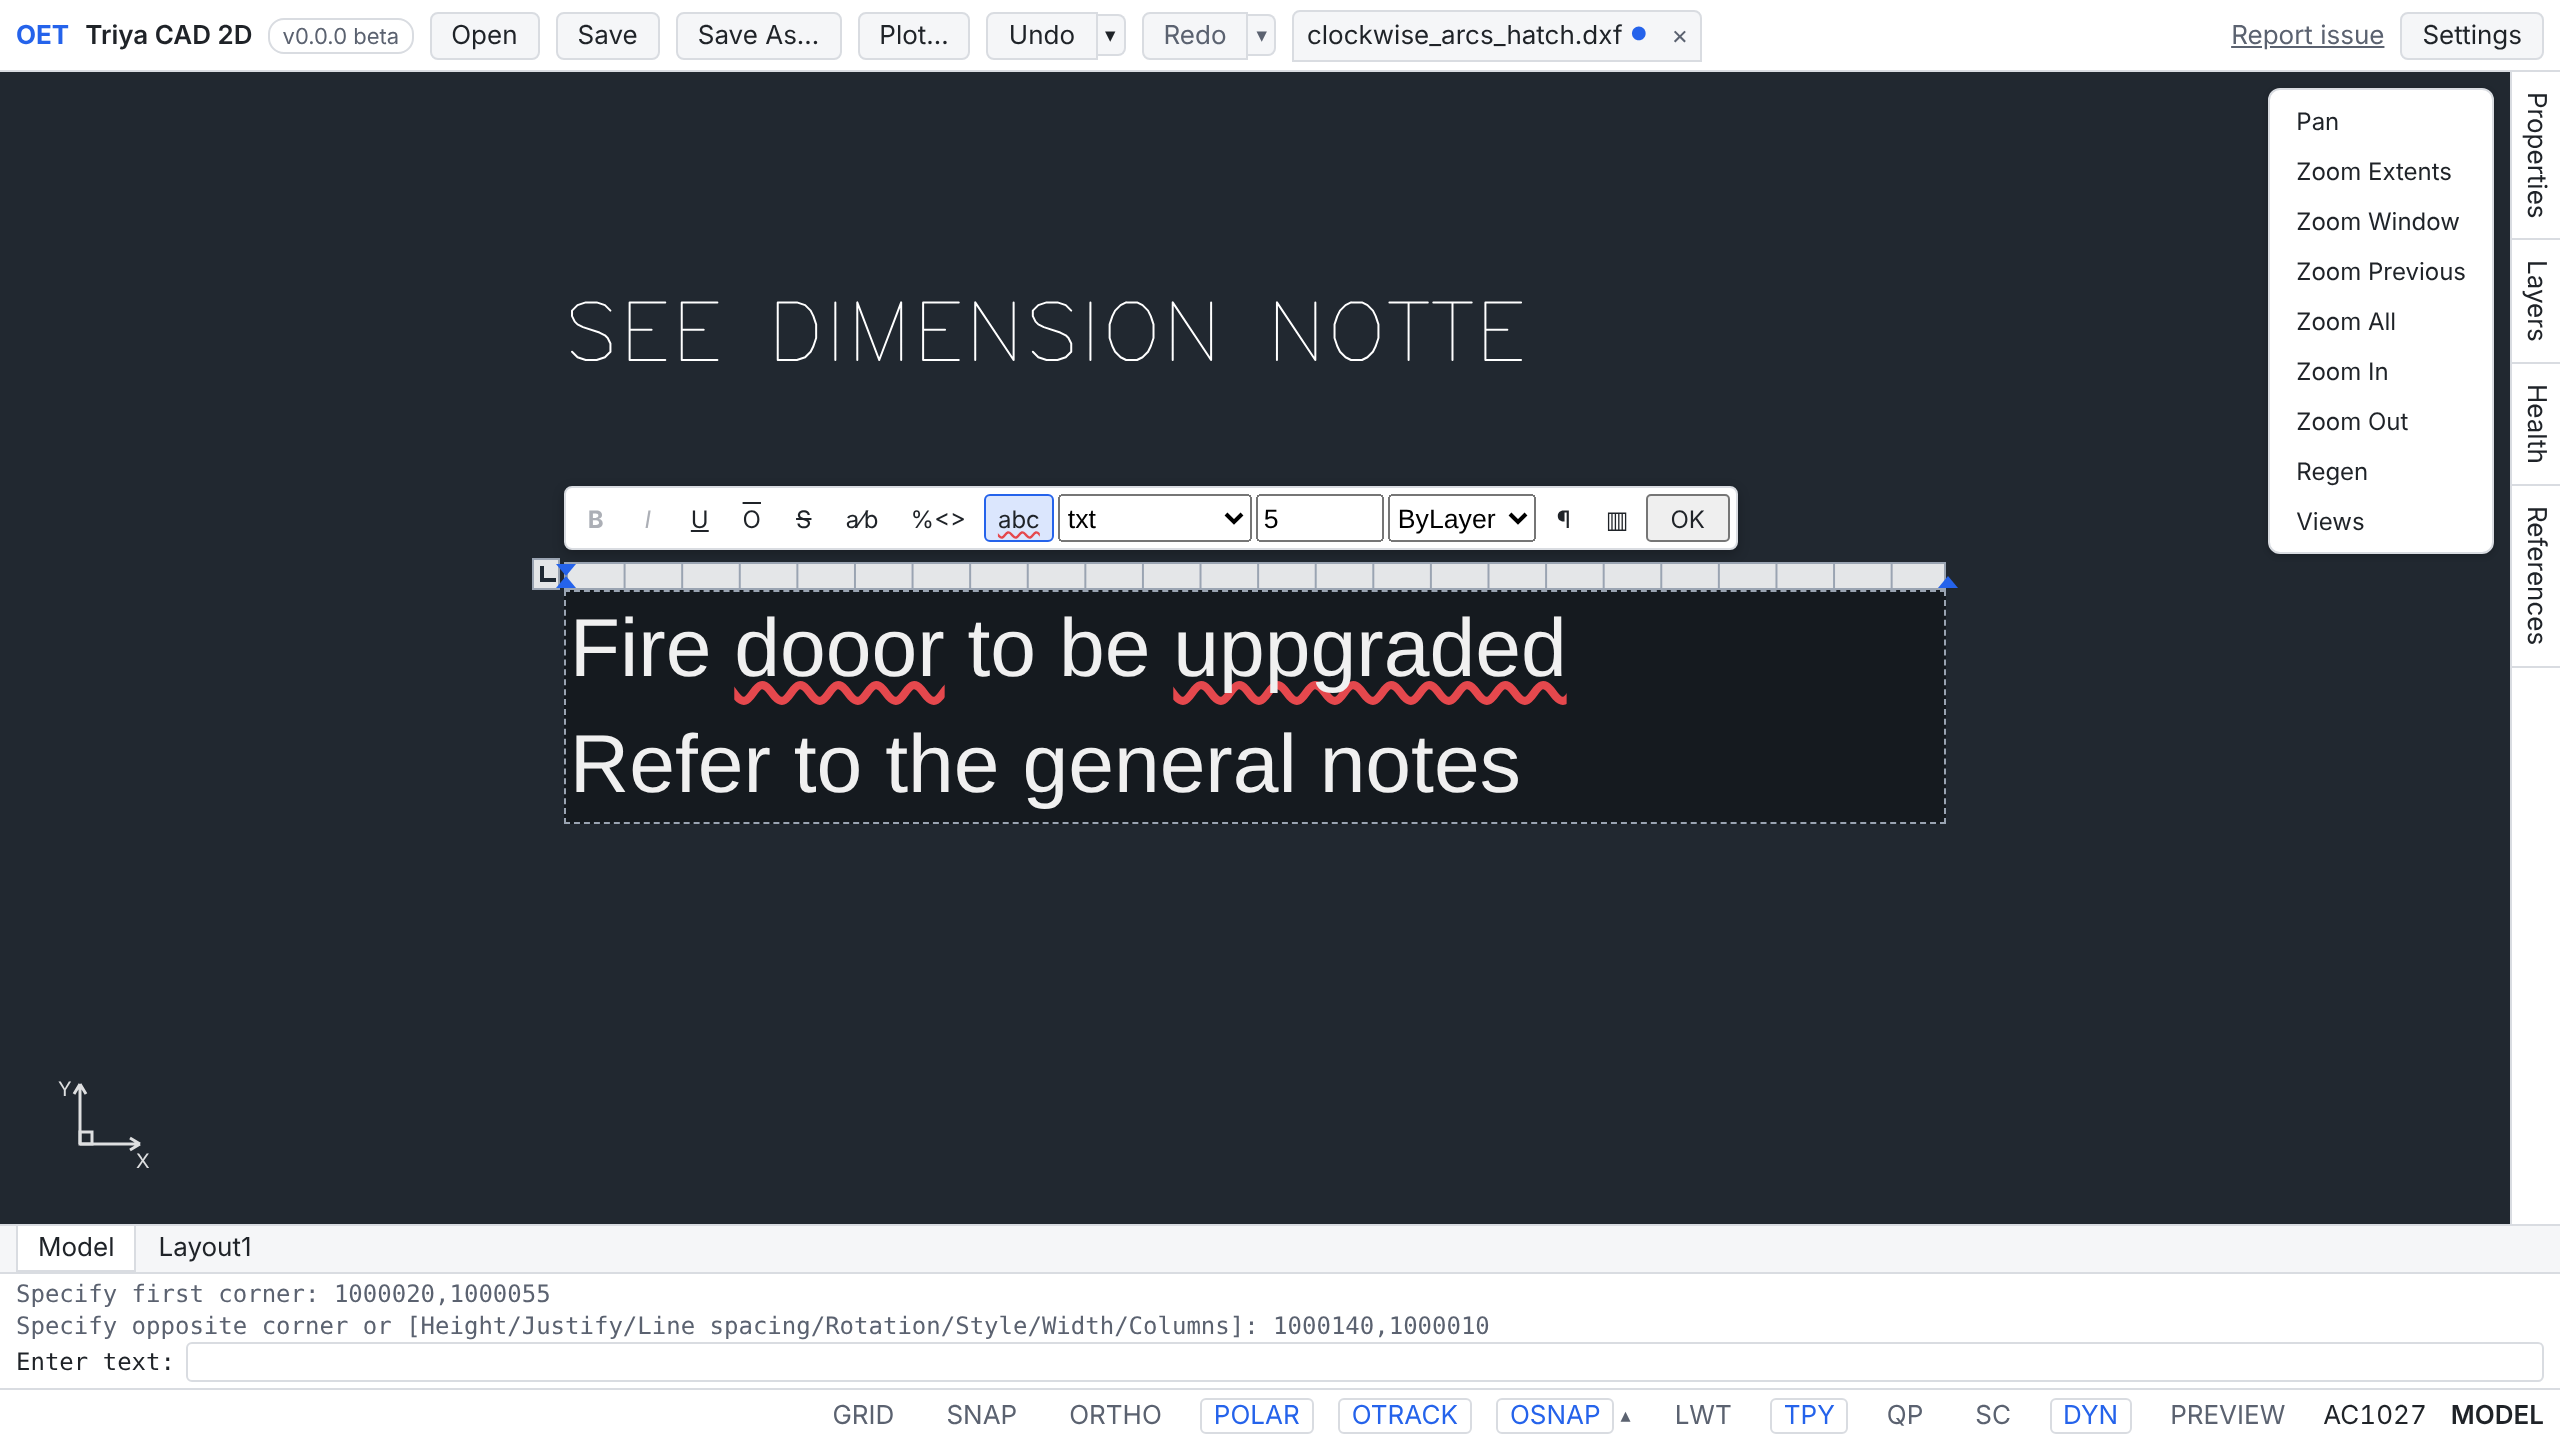 OET Triya CAD 2D v0.0.0 beta Open Save Save As... Plot... Undo ▾ Redo ▾ clockwise_arcs_hatch.dxf × Report issue Settings
Pan
Zoom Extents
Zoom Window
Zoom Previous
Zoom All
Zoom In
Zoom Out
Regen
Views
Properties
Layers
Health
References
SEE DIMENSION NOTTE
B I U O S a/b %<> abc txt 5 ByLayer ¶ ▥ OK
L
Fire dooor to be uppgraded
Refer to the general notes
Y
X
Model Layout1
Specify first corner: 1000020,1000055
Specify opposite corner or [Height/Justify/Line spacing/Rotation/Style/Width/Columns]: 1000140,1000010
Enter text:
GRID SNAP ORTHO POLAR OTRACK OSNAP ▴ LWT TPY QP SC DYN PREVIEW AC1027 MODEL